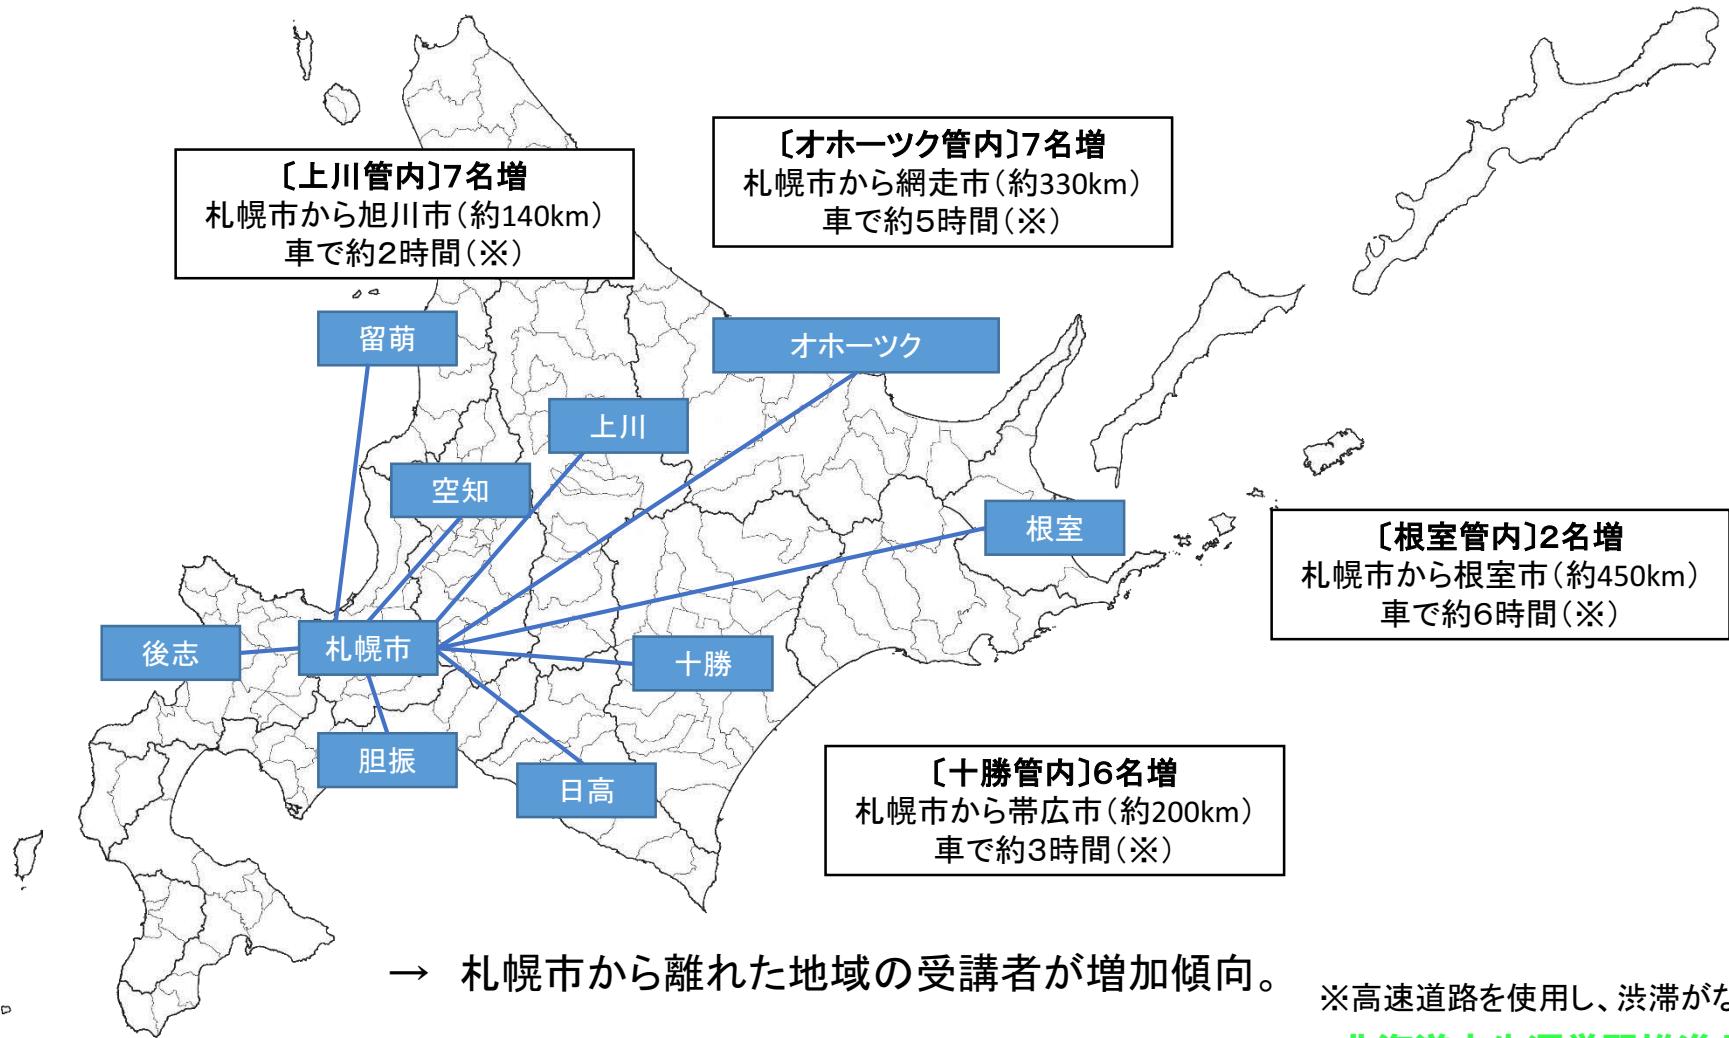 〔上川管内〕7名増
札幌市から旭川市（約140km）
車で約2時間（※）
〔オホーツク管内〕7名増
札幌市から網走市（約330km）
車で約5時間（※）
留萌
オホーツク
上川
空知
根室
〔根室管内〕2名増
札幌市から根室市（約450km）
車で約6時間（※）
後志
札幌市
十勝
胆振
日高
〔十勝管内〕6名増
札幌市から帯広市（約200km）
車で約3時間（※）
→ 札幌市から離れた地域の受講者が増加傾向。
※高速道路を使用し、渋滞がな